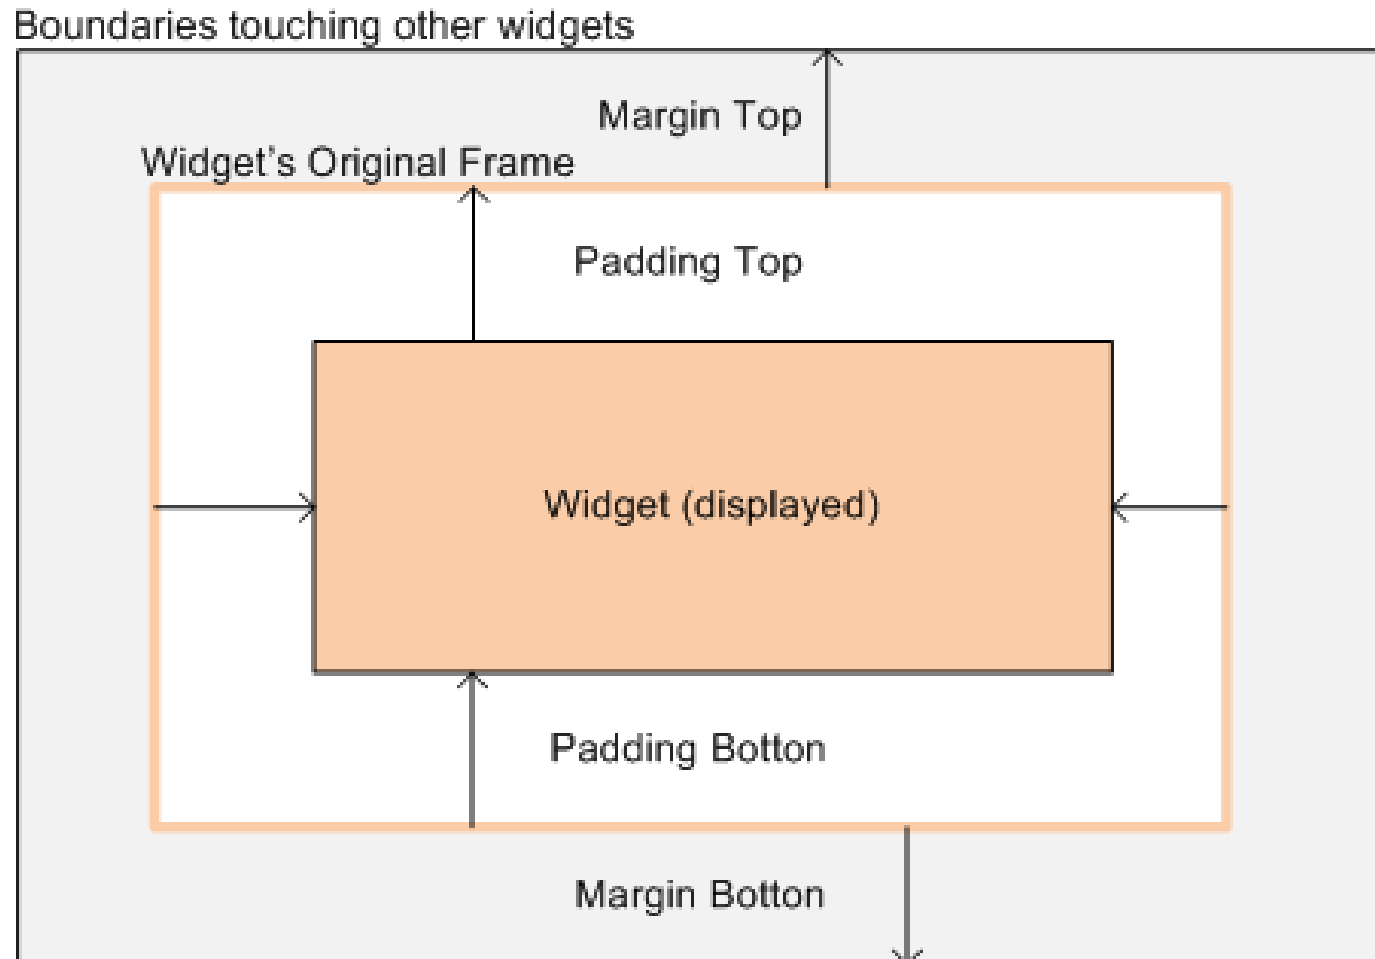 Boundaries touching other widgets
Margin Top
Widget's Original Frame
Padding Top
Widget (displayed)
Padding Botton
Margin Botton